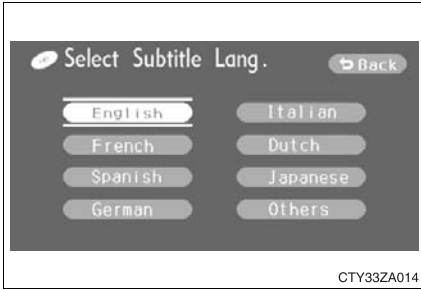 Select Subtitle Lang.
Back
English
Italian
French
Dutch
Spanish
Japanese
German
Others
CTY33ZA014